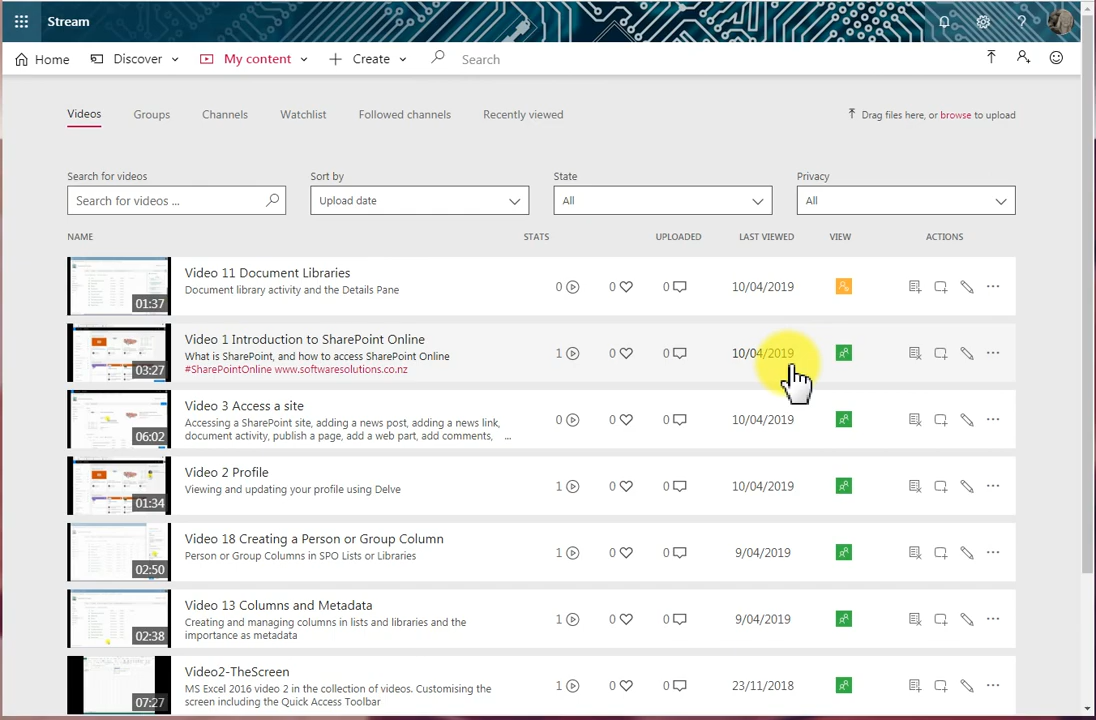 Stream
Home Discover My content Create Search
Videos Groups Channels Watchlist Followed channels Recently viewed Drag files here, or browse to upload
Search for videos Sort by State Privacy
Search for videos ... Upload date All All
NAME STATS UPLOADED LAST VIEWED VIEW ACTIONS
Video 11 Document Libraries
Document library activity and the Details Pane
01:37 0 0 0 10/04/2019
Video 1 Introduction to SharePoint Online
What is SharePoint, and how to access SharePoint Online
#SharePointOnline www.softwaresolutions.co.nz
03:27 1 0 0 10/04/2019
Video 3 Access a site
Accessing a SharePoint site, adding a news post, adding a news link,
document activity, publish a page, add a web part, add comments, ...
06:02 0 0 0 10/04/2019
Video 2 Profile
Viewing and updating your profile using Delve
01:34 1 0 0 10/04/2019
Video 18 Creating a Person or Group Column
Person or Group Columns in SPO Lists or Libraries
02:50 0 0 0 9/04/2019
Video 13 Columns and Metadata
Creating and managing columns in lists and libraries and the
importance as metadata
02:38 1 0 0 9/04/2019
Video2-TheScreen
MS Excel 2016 video 2 in the collection of videos. Customising the
screen including the Quick Access Toolbar
07:27 1 0 0 23/11/2018